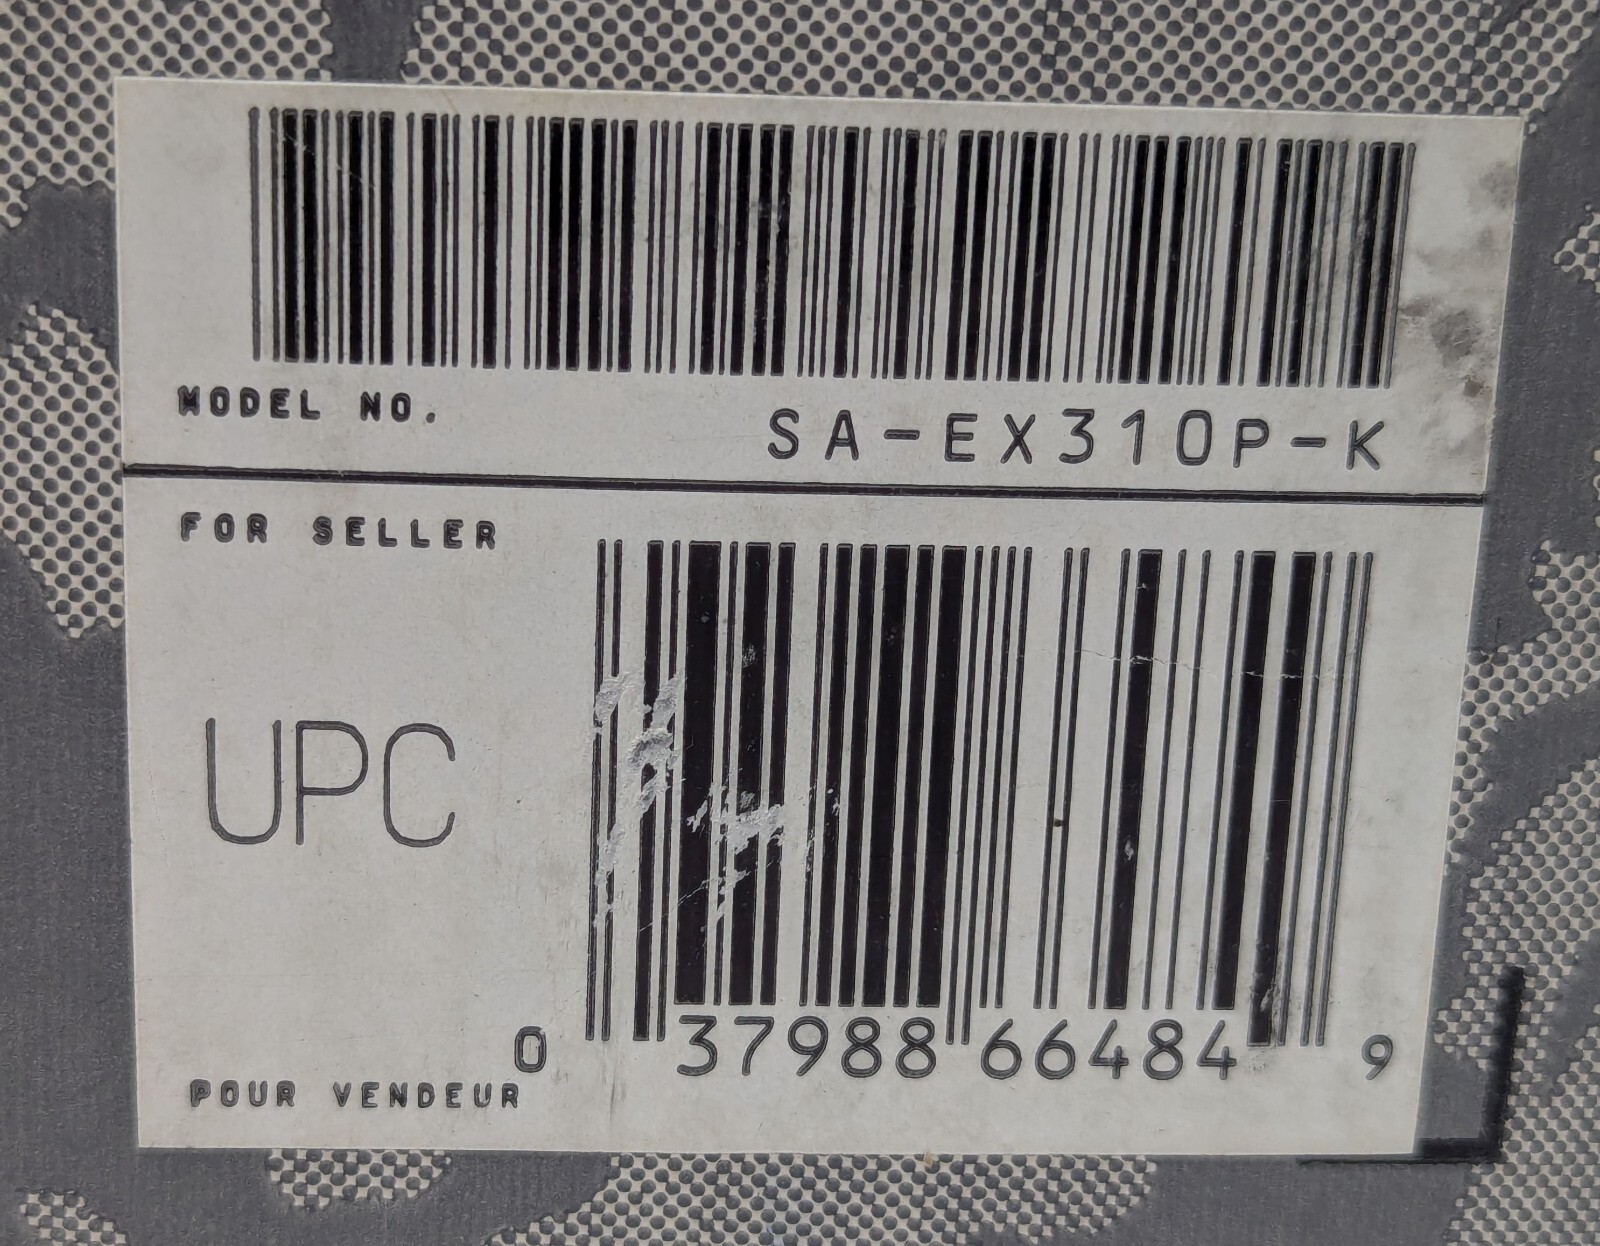 MODEL NO.
SA-EX310P-K
FOR SELLER
UPC
0 37988 66484 9
POUR VENDEUR